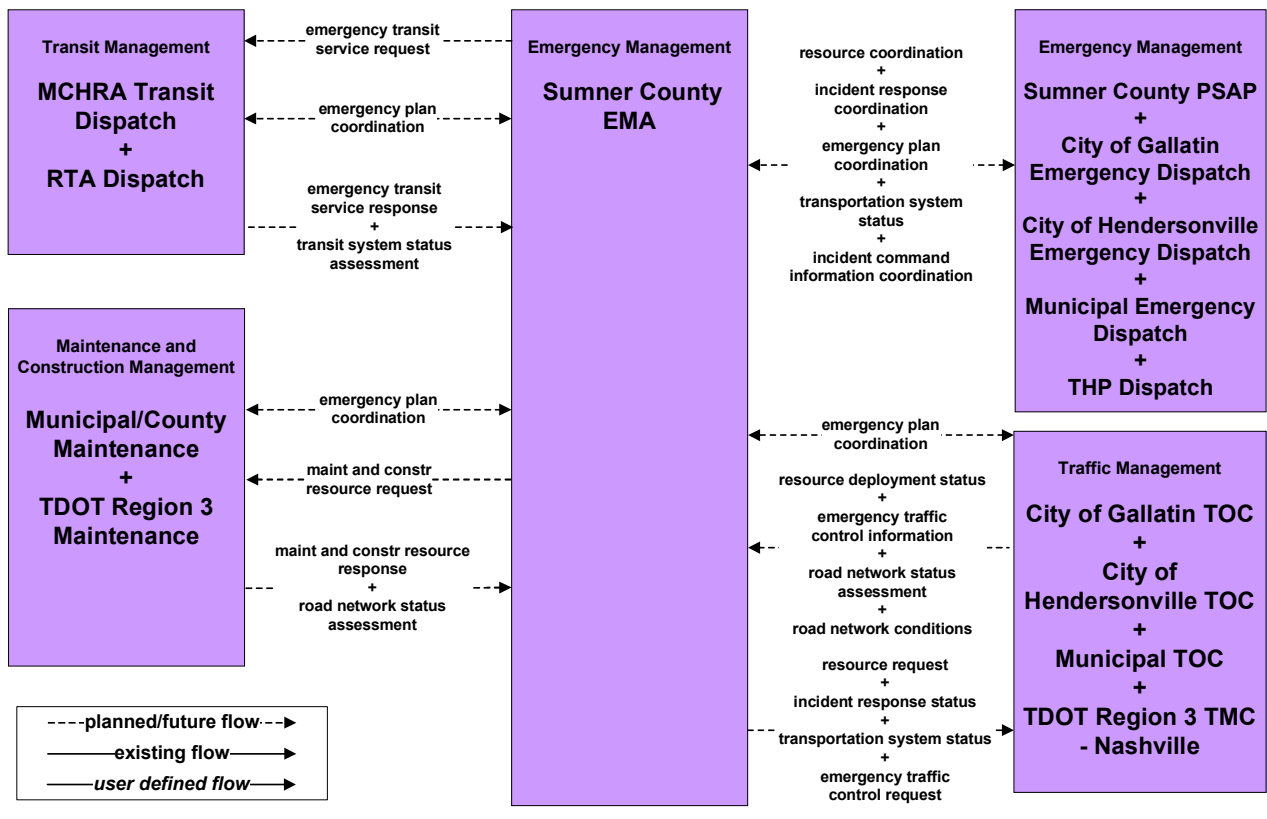 Transit Management
MCHRA Transit
Dispatch
+
RTA Dispatch
emergency transit
service request
emergency plan
coordination
emergency transit
service response
+
transit system status
assessment
Maintenance and
Construction Management
Municipal/County
Maintenance
+
TDOT Region 3
Maintenance
emergency plan
coordination
maint and constr
resource request
maint and constr resource
response
+
road network status
assessment
planned/future flow
existing flow
user defined flow
Emergency Management
Sumner County
EMA
resource coordination
+
incident response
coordination
+
emergency plan
coordination
+
transportation system
status
+
incident command
information coordination
Emergency Management
Sumner County PSAP
+
City of Gallatin
Emergency Dispatch
+
City of Hendersonville
Emergency Dispatch
+
Municipal Emergency
Dispatch
+
THP Dispatch
emergency plan
coordination
resource deployment status
+
emergency traffic
control information
+
road network status
assessment
+
road network conditions
resource request
+
incident response status
+
transportation system status
+
emergency traffic
control request
Traffic Management
City of Gallatin TOC
+
City of
Hendersonville TOC
+
Municipal TOC
+
TDOT Region 3 TMC
- Nashville